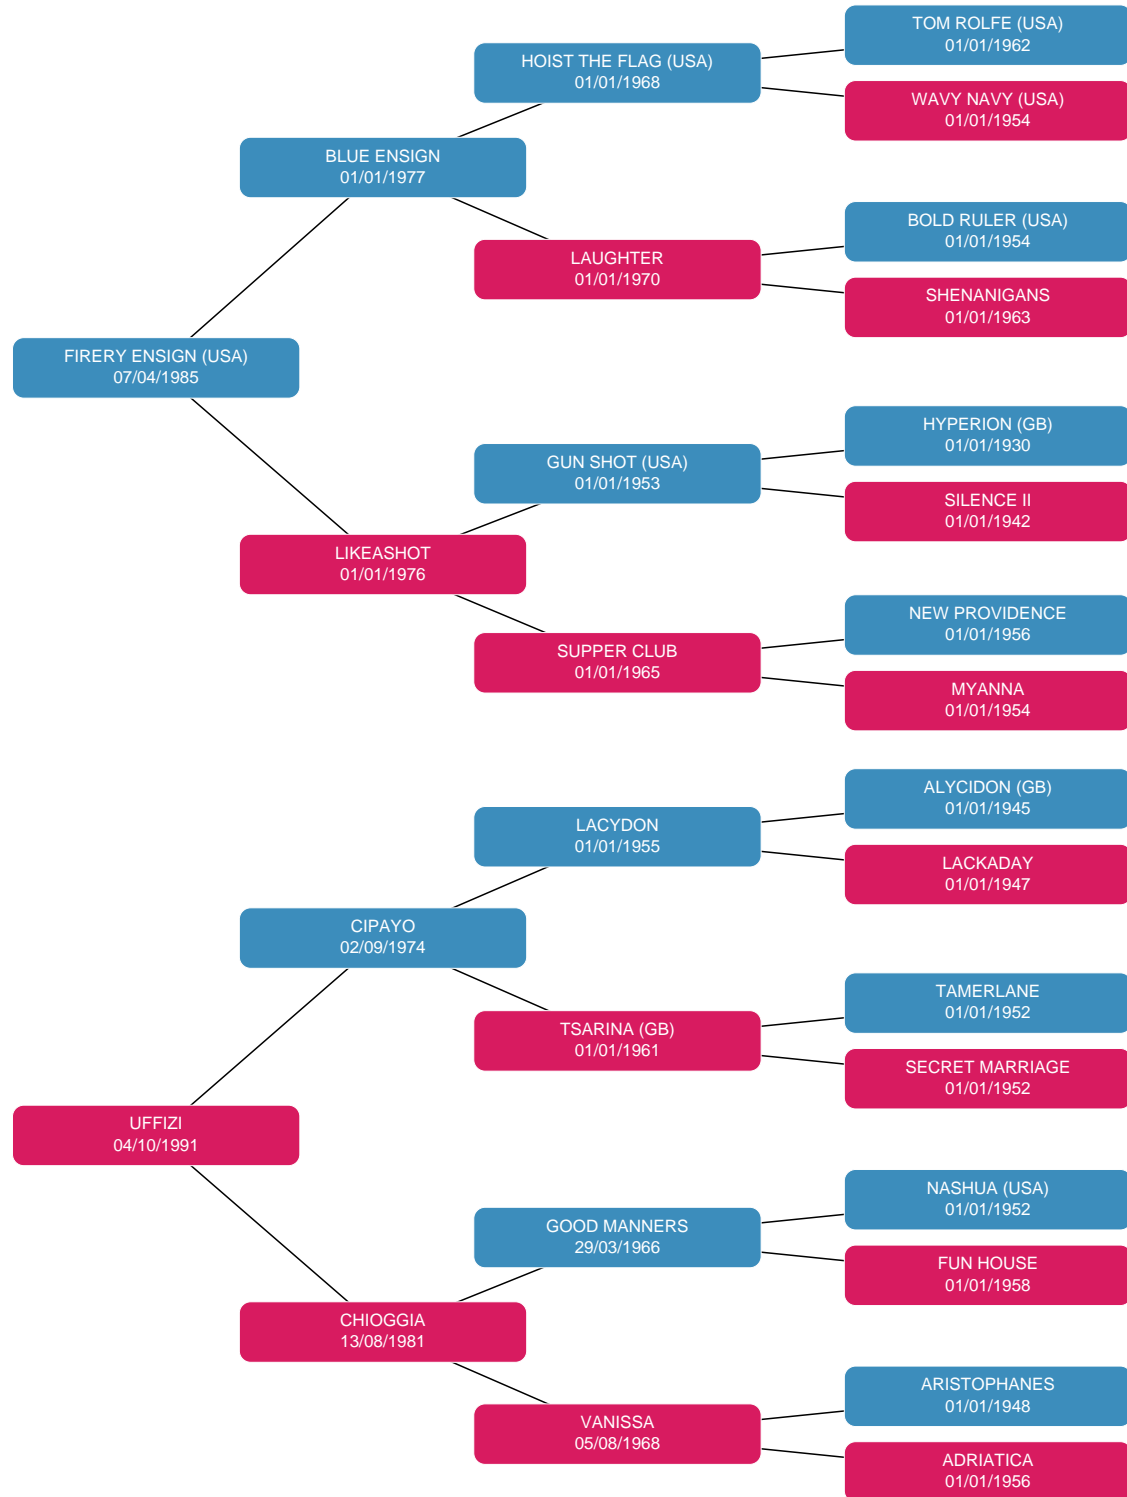 TOM ROLFE (USA)
01/01/1962
HOIST THE FLAG (USA)
01/01/1968
WAVY NAVY (USA)
01/01/1954
BLUE ENSIGN
01/01/1977
BOLD RULER (USA)
01/01/1954
LAUGHTER
01/01/1970
SHENANIGANS
01/01/1963
FIRERY ENSIGN (USA)
07/04/1985
HYPERION (GB)
01/01/1930
GUN SHOT (USA)
01/01/1953
SILENCE II
01/01/1942
LIKEASHOT
01/01/1976
NEW PROVIDENCE
01/01/1956
SUPPER CLUB
01/01/1965
MYANNA
01/01/1954
ALYCIDON (GB)
01/01/1945
LACYDON
01/01/1955
LACKADAY
01/01/1947
CIPAYO
02/09/1974
TAMERLANE
01/01/1952
TSARINA (GB)
01/01/1961
SECRET MARRIAGE
01/01/1952
UFFIZI
04/10/1991
NASHUA (USA)
01/01/1952
GOOD MANNERS
29/03/1966
FUN HOUSE
01/01/1958
CHIOGGIA
13/08/1981
ARISTOPHANES
01/01/1948
VANISSA
05/08/1968
ADRIATICA
01/01/1956